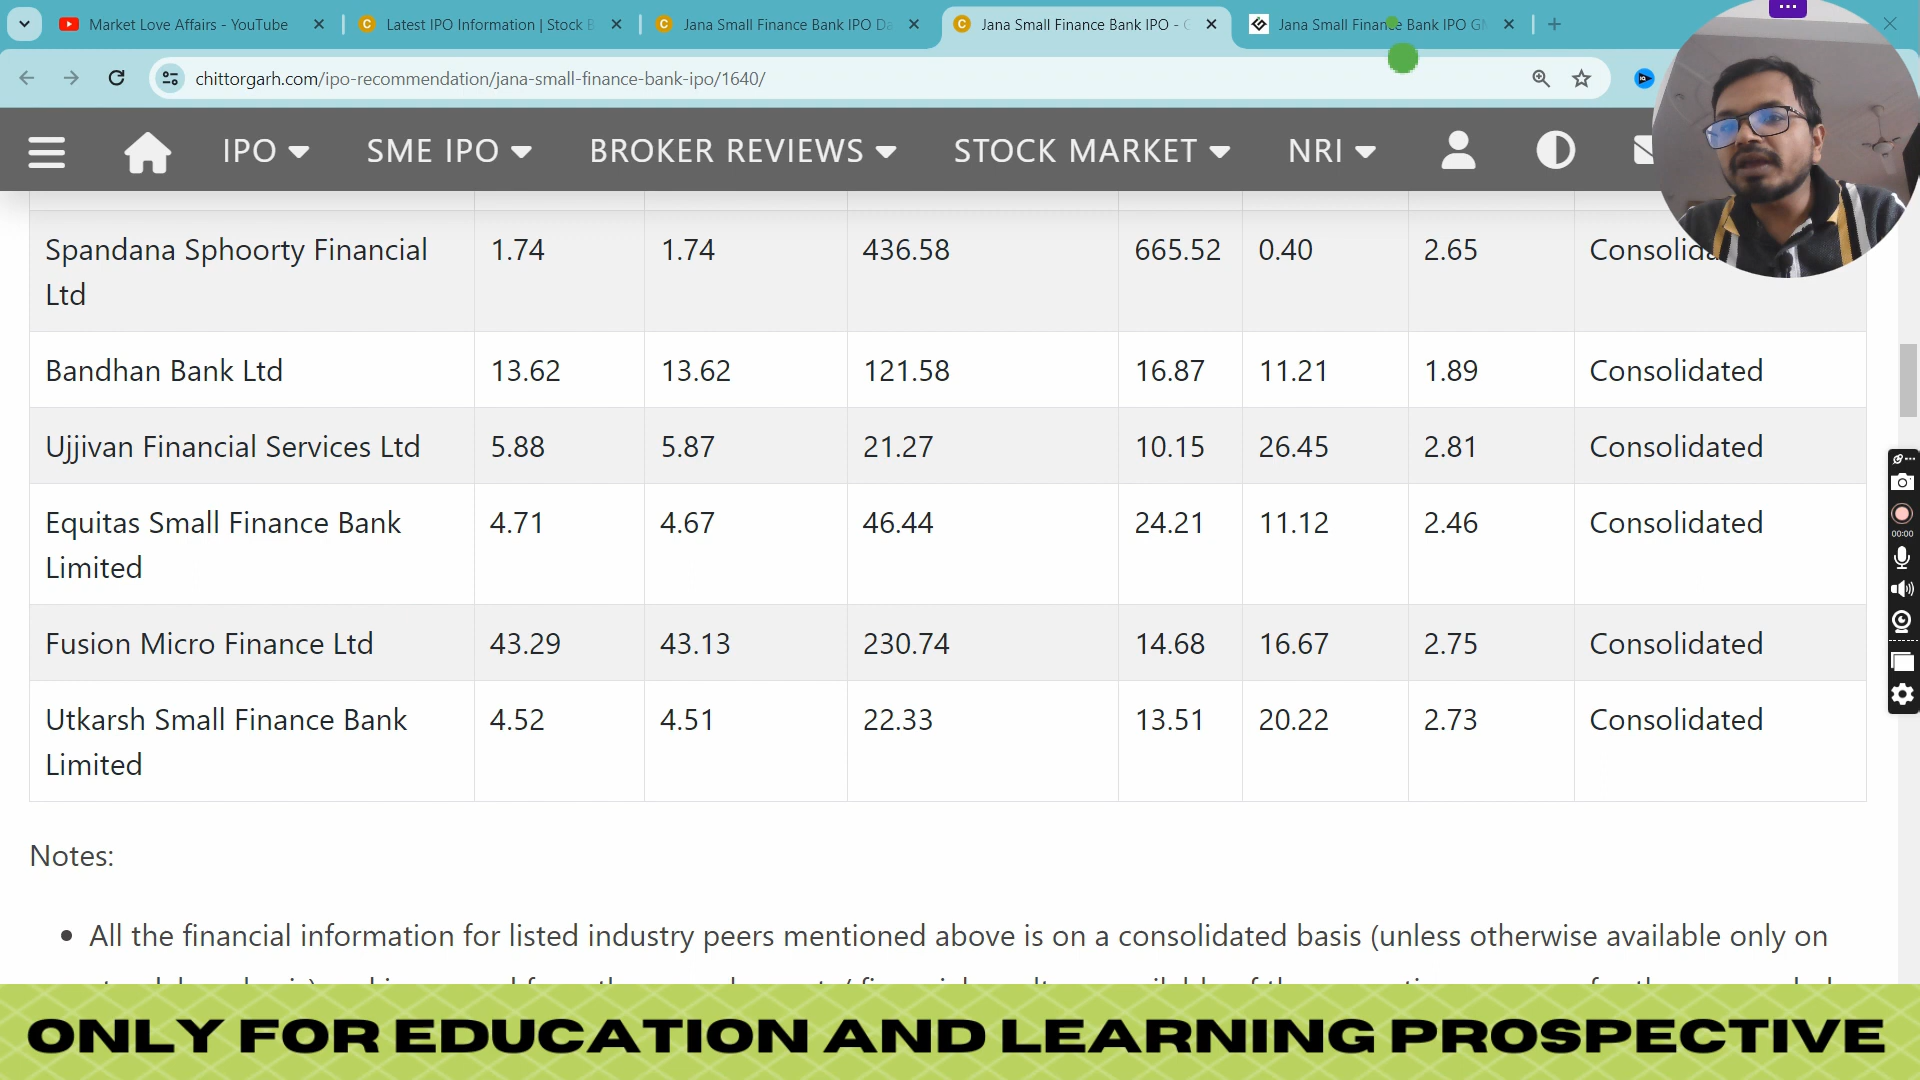 Market Love Affairs - YouTube
Latest IPO Information | Stock B
Jana Small Finance Bank IPO Da
Jana Small Finance Bank IPO - G
Jana Small Finance Bank IPO GM
chittorgarh.com/ipo-recommendation/jana-small-finance-bank-ipo/1640/
IPO SME IPO BROKER REVIEWS STOCK MARKET NRI
Spandana Sphoorty Financial Ltd 1.74 1.74 436.58 665.52 0.40 2.65 Consolida
Bandhan Bank Ltd 13.62 13.62 121.58 16.87 11.21 1.89 Consolidated
Ujjivan Financial Services Ltd 5.88 5.87 21.27 10.15 26.45 2.81 Consolidated
Equitas Small Finance Bank Limited 4.71 4.67 46.44 24.21 11.12 2.46 Consolidated
Fusion Micro Finance Ltd 43.29 43.13 230.74 14.68 16.67 2.75 Consolidated
Utkarsh Small Finance Bank Limited 4.52 4.51 22.33 13.51 20.22 2.73 Consolidated
00:00
Notes:
All the financial information for listed industry peers mentioned above is on a consolidated basis (unless otherwise available only on
ONLY FOR EDUCATION AND LEARNING PROSPECTIVE